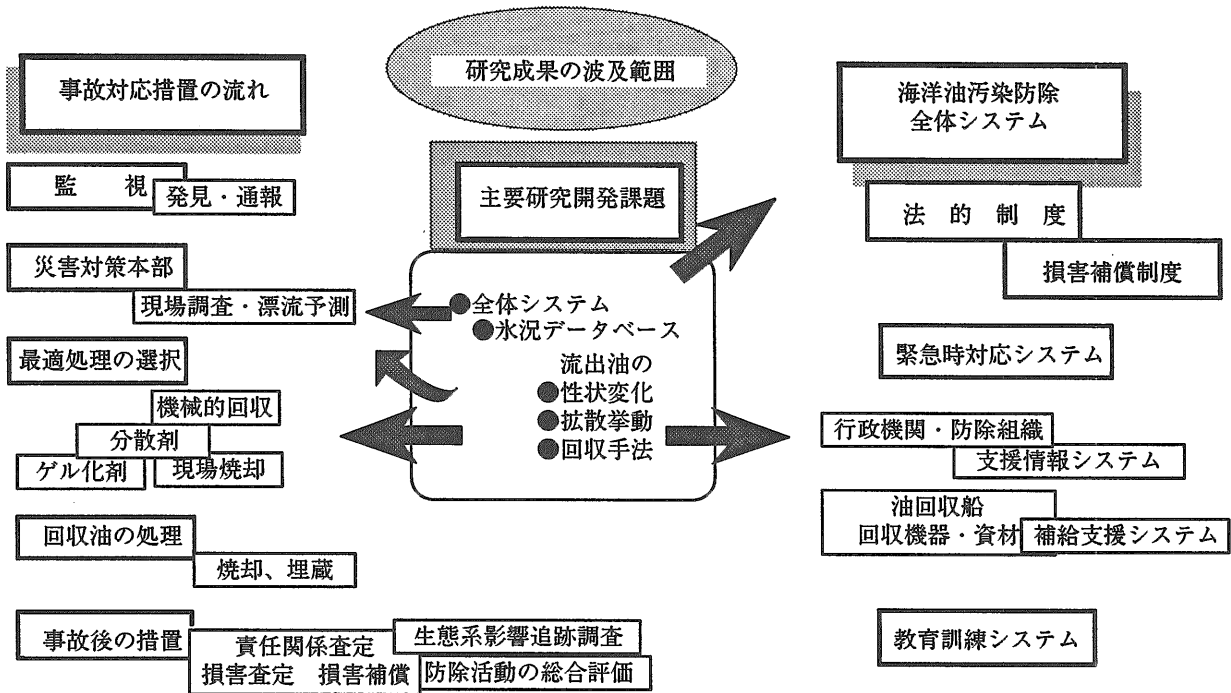 研究成果の波及範囲
事故対応措置の流れ
監　視
発見・通報
災害対策本部
現場調査・漂流予測
最適処理の選択
機械的回収
分散剤
ゲル化剤
現場焼却
回収油の処理
焼却、埋蔵
事故後の措置
責任関係査定
損害査定　損害補償
生態系影響追跡調査
防除活動の総合評価
主要研究開発課題
●全体システム
●氷況データベース
流出油の
●性状変化
●拡散挙動
●回収手法
海洋油汚染防除
全体システム
法　的　制　度
損害補償制度
緊急時対応システム
行政機関・防除組織
支援情報システム
油回収船
回収機器・資材
補給支援システム
教育訓練システム